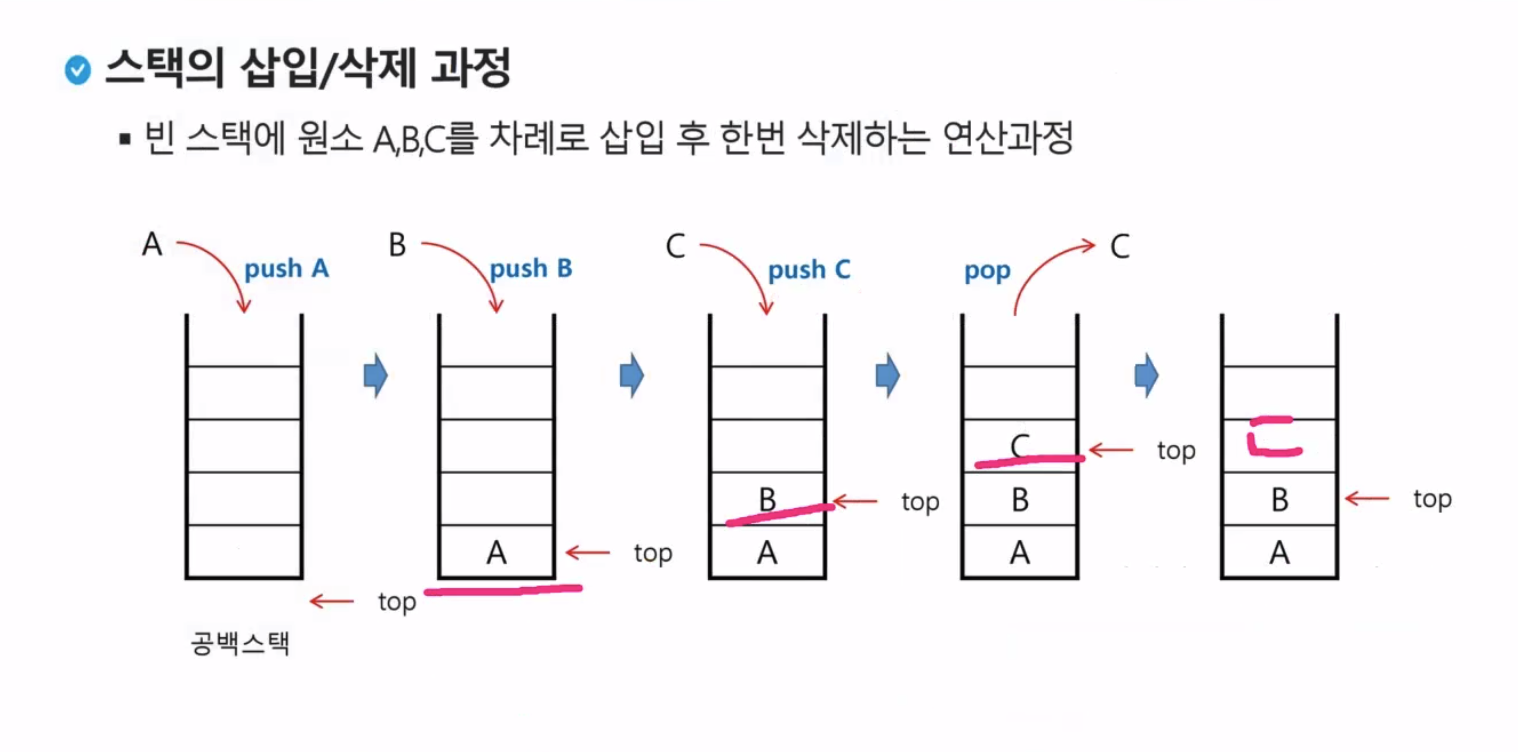 스택의 삽입/삭제 과정
▪ 빈 스택에 원소 A,B,C를 차례로 삽입 후 한번 삭제하는 연산과정
A push A B push B C push C pop C
C top
B top B B top
A top A A A
top
공백스택